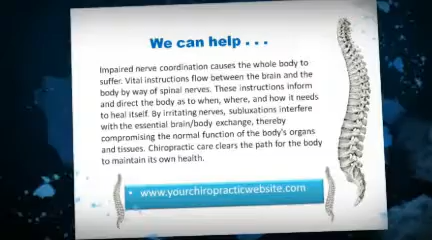 We can help . . .
Impaired nerve coordination causes the whole body to
suffer. Vital instructions flow between the brain and the
body by way of spinal nerves. These instructions inform
and direct the body as to when, where, and how it needs
to heal itself. By irritating nerves, subluxations interfere
with the essential brain/body exchange, thereby
compromising the normal function of the body's organs
and tissues. Chiropractic care clears the path for the body
to maintain its own health.
• www.yourchiropracticwebsite.com